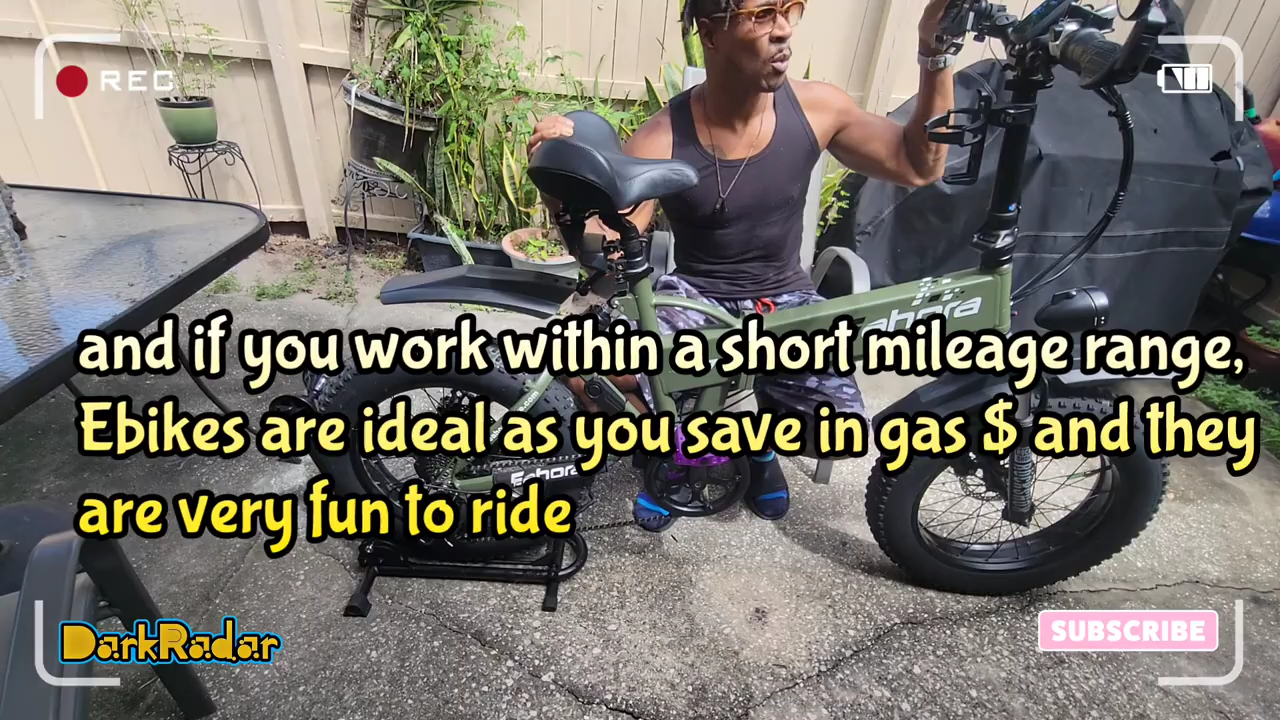 REC
and if you work within a short mileage range,
Ebikes are ideal as you save in gas $ and they
are very fun to ride
DarkRadar
SUBSCRIBE